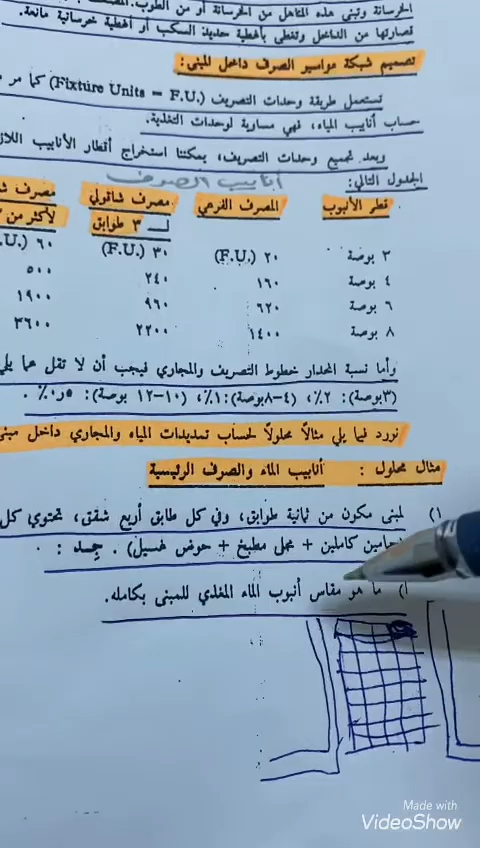 الخرسانة وتبنى هذه المناهل من الخرسانة أو من الطوب.
قصارتها من الداخل وتغطى بأغطية حديد السكب أو أغطية خرسانية مانعة.
تصميم شبكة مواسير الصرف داخل المبنى :
تستعمل طريقة وحدات التصريف (Fixture Units – F.U.) كما مر
حساب أنابيب المياه، فهي مساوية لوحدات التغذية.
وبعد تجميع وحدات التصريف، يمكننا استخراج أقطار الأنابيب
الجدول التالي: أنابيب الصرف
قطر الأنبوب المصرف الفرعي مصرف شاقولي مصرف
لـ ٣ طوابق لأكثر من
٣ بوصة ٢٠ (F.U.) ٣٠ (F.U.) ٦٠
٤ بوصة ١٦٠ ٢٤٠ ٥٠٠
٦ بوصة ٦٢٠ ٩٦٠ ١٩٠٠
٨ بوصة ١٤٠٠ ٢٢٠٠ ٣٦٠٠
وأما نسبة انحدار خطوط التصريف والمجاري فيجب أن لا تقل عما يلي
(٣بوصة): ٢٪، (٤-٨بوصة): ١٪، (١٠-١٢ بوصة): ٠,٥٪ .
نورد فيما يلي مثالاً محلولاً لحساب تمديدات المياه والمجاري داخل مبنى
مثال محلول : أنابيب الماء والصرف الرئيسية
١) لمبنى مكون من ثمانية طوابق، وفي كل طابق أربع شقق، تحتوي كل
(حمامين كاملين + مجلى مطبخ + حوض غسيل) . جِد :
أ) ما هو مقاس أنبوب الماء المغذي للمبنى بكامله.
Made with
VideoShow